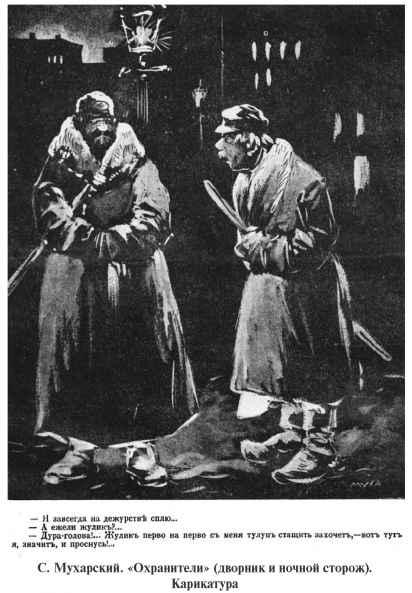 — Я завсегда на дежурствѣ сплю...
— А ежели жуликъ?...
— Дура-голова!... Жуликъ перво на перво съ меня тулупъ стащить захочетъ,—вотъ тутъ
я, значитъ, и проснусь!...
С. Мухарский. «Охранители» (дворник и ночной сторож).
Карикатура